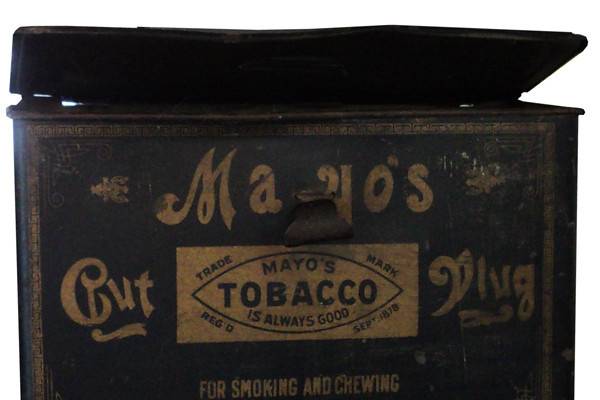 Mayo's
Cut Plug
TRADE MARK
MAYO'S
TOBACCO
IS ALWAYS GOOD
REG'D SEPT. 1878
FOR SMOKING AND CHEWING